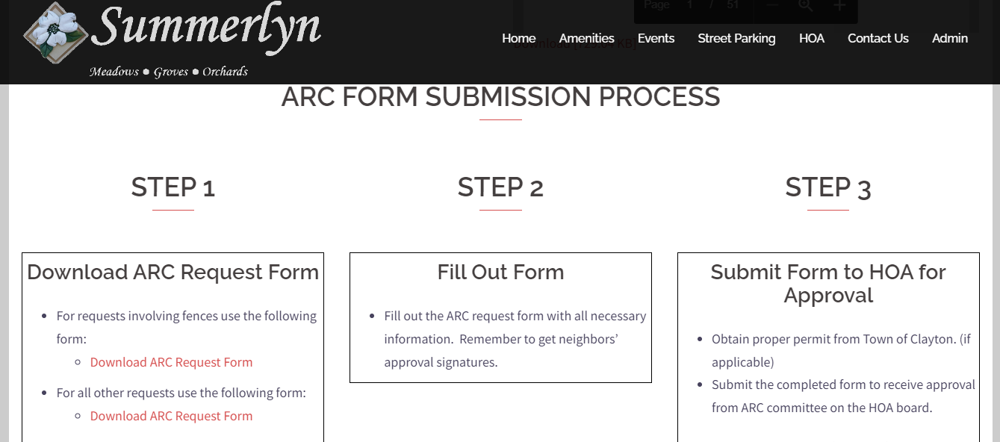 Page 1 / 51
Summerlyn
Meadows ● Groves ● Orchards
Home Amenities Events Street Parking HOA Contact Us Admin
ARC FORM SUBMISSION PROCESS
STEP 1
Download ARC Request Form
• For requests involving fences use the following
form:
○ Download ARC Request Form
• For all other requests use the following form:
○ Download ARC Request Form
STEP 2
Fill Out Form
• Fill out the ARC request form with all necessary
information.  Remember to get neighbors’
approval signatures.
STEP 3
Submit Form to HOA for
Approval
• Obtain proper permit from Town of Clayton. (if
applicable)
• Submit the completed form to receive approval
from ARC committee on the HOA board.